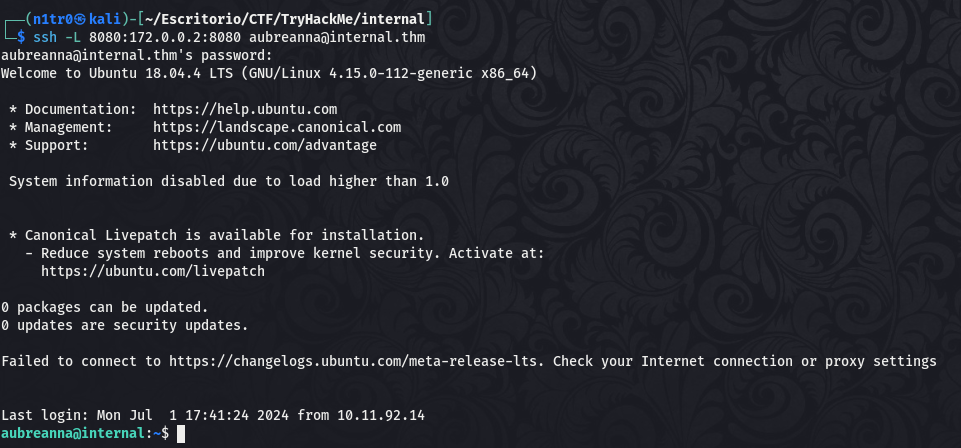 ┌──(n1tr0㉿kali)-[~/Escritorio/CTF/TryHackMe/internal]
└─$ ssh -L 8080:172.0.0.2:8080 aubreanna@internal.thm
aubreanna@internal.thm's password:
Welcome to Ubuntu 18.04.4 LTS (GNU/Linux 4.15.0-112-generic x86_64)
* Documentation:  https://help.ubuntu.com
* Management:     https://landscape.canonical.com
* Support:        https://ubuntu.com/advantage
System information disabled due to load higher than 1.0
* Canonical Livepatch is available for installation.
- Reduce system reboots and improve kernel security. Activate at:
https://ubuntu.com/livepatch
0 packages can be updated.
0 updates are security updates.
Failed to connect to https://changelogs.ubuntu.com/meta-release-lts. Check your Internet connection or proxy settings
Last login: Mon Jul  1 17:41:24 2024 from 10.11.92.14
aubreanna@internal:~$